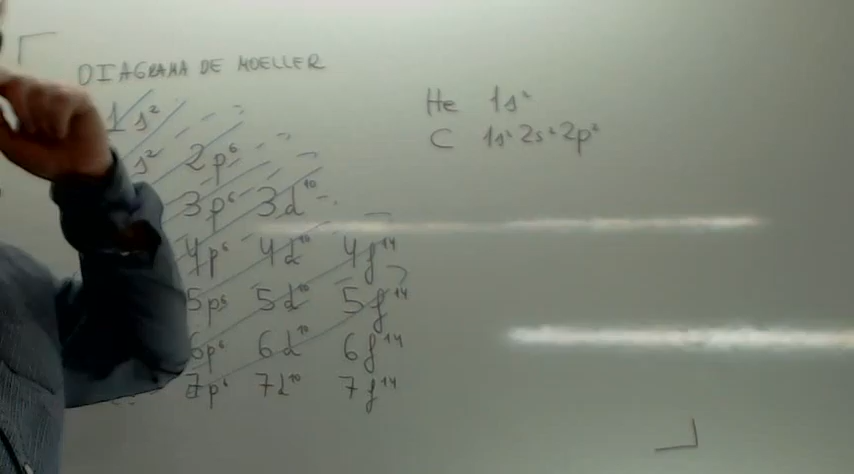 DIAGRAMA DE MOELLER
1s²
s² 2p⁶
3p⁶ 3d¹⁰
4p⁶ 4d¹⁰ 4f¹⁴
5p⁶ 5d¹⁰ 5f¹⁴
6p⁶ 6d¹⁰ 6f¹⁴
7p⁶ 7d¹⁰ 7f¹⁴
He 1s²
C 1s² 2s² 2p²